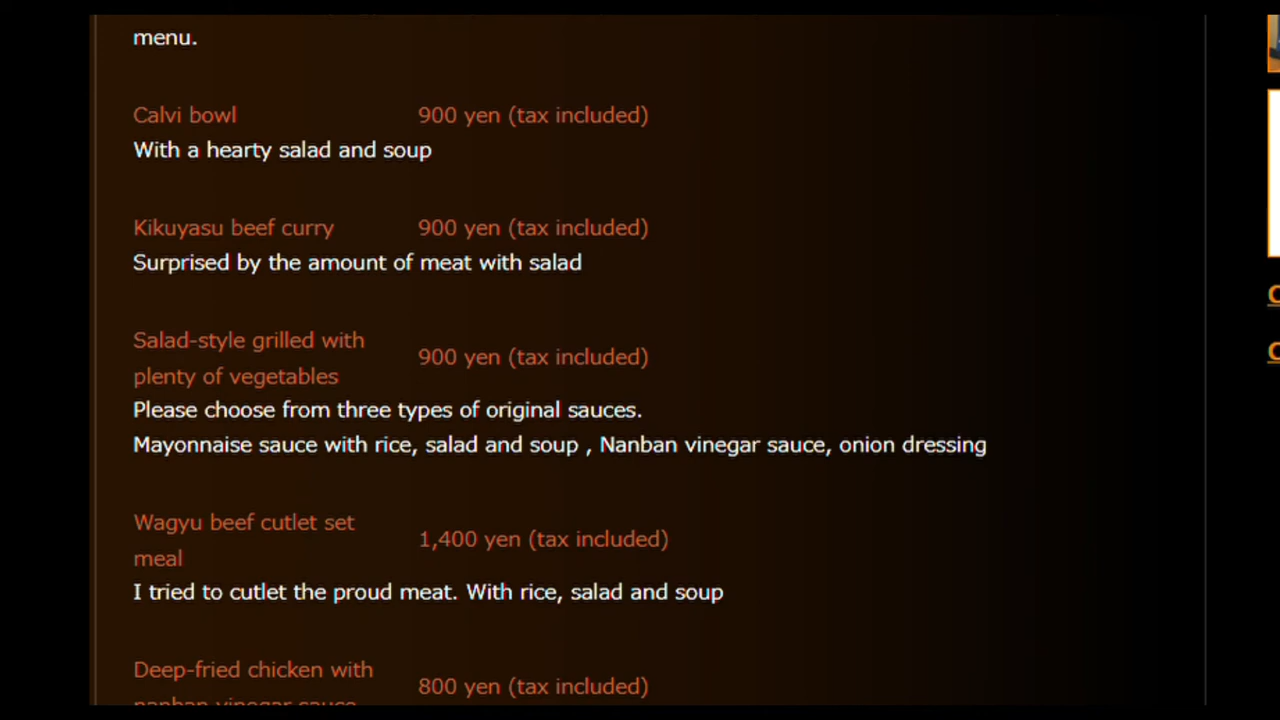 menu.
Calvi bowl 900 yen (tax included)
With a hearty salad and soup
Kikuyasu beef curry 900 yen (tax included)
Surprised by the amount of meat with salad
Salad-style grilled with
plenty of vegetables 900 yen (tax included)
Please choose from three types of original sauces.
Mayonnaise sauce with rice, salad and soup , Nanban vinegar sauce, onion dressing
Wagyu beef cutlet set
meal 1,400 yen (tax included)
I tried to cutlet the proud meat. With rice, salad and soup
Deep-fried chicken with
nanban vinegar sauce 800 yen (tax included)